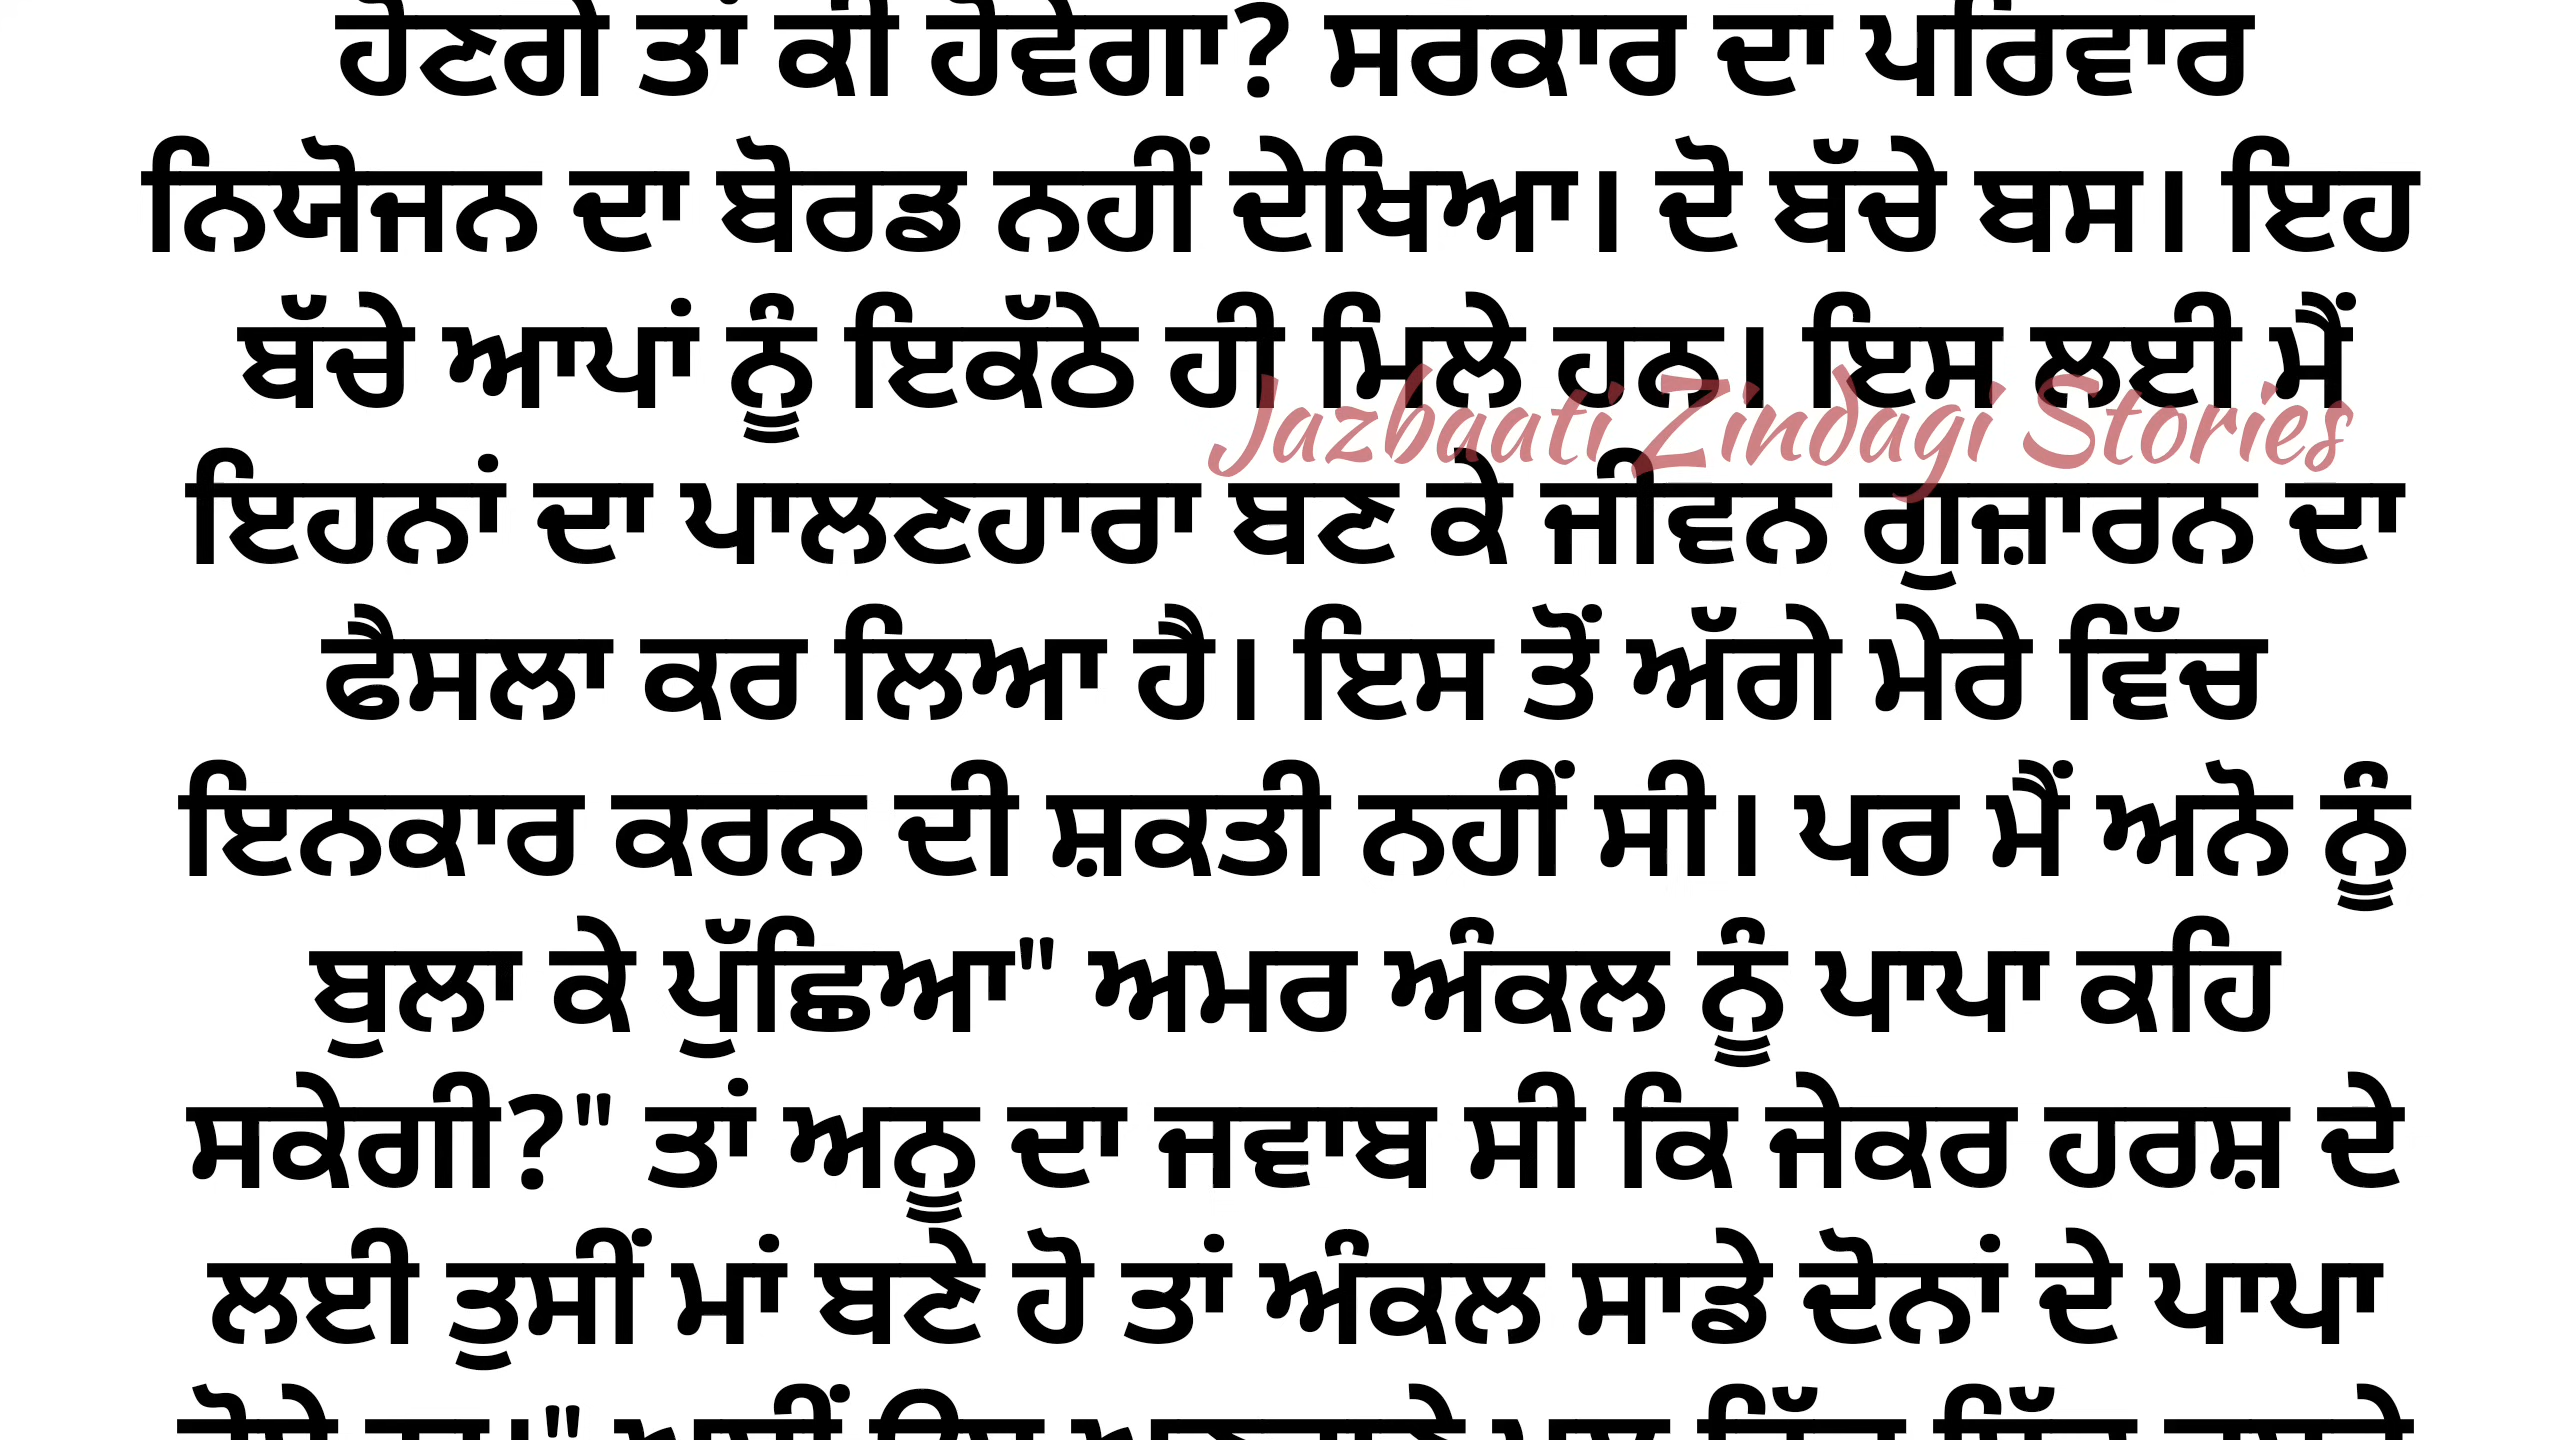 ਹੋਣਗੇ ਤਾਂ ਕੀ ਹੋਵੇਗਾ? ਸਰਕਾਰ ਦਾ ਪਰਿਵਾਰ
ਨਿਯੋਜਨ ਦਾ ਬੋਰਡ ਨਹੀਂ ਦੇਖਿਆ। ਦੋ ਬੱਚੇ ਬਸ। ਇਹ
ਬੱਚੇ ਆਪਾਂ ਨੂੰ ਇਕੱਠੇ ਹੀ ਮਿਲੇ ਹਨ। ਇਸ ਲਈ ਮੈਂ
Jazbaati Zindagi Stories
ਇਹਨਾਂ ਦਾ ਪਾਲਣਹਾਰਾ ਬਣ ਕੇ ਜੀਵਨ ਗੁਜ਼ਾਰਨ ਦਾ
ਫੈਸਲਾ ਕਰ ਲਿਆ ਹੈ। ਇਸ ਤੋਂ ਅੱਗੇ ਮੇਰੇ ਵਿੱਚ
ਇਨਕਾਰ ਕਰਨ ਦੀ ਸ਼ਕਤੀ ਨਹੀਂ ਸੀ। ਪਰ ਮੈਂ ਅਨੋ ਨੂੰ
ਬੁਲਾ ਕੇ ਪੁੱਛਿਆ" ਅਮਰ ਅੰਕਲ ਨੂੰ ਪਾਪਾ ਕਹਿ
ਸਕੇਗੀ?" ਤਾਂ ਅਨੂ ਦਾ ਜਵਾਬ ਸੀ ਕਿ ਜੇਕਰ ਹਰਸ਼ ਦੇ
ਲਈ ਤੁਸੀਂ ਮਾਂ ਬਣੇ ਹੋ ਤਾਂ ਅੰਕਲ ਸਾਡੇ ਦੋਨਾਂ ਦੇ ਪਾਪਾ